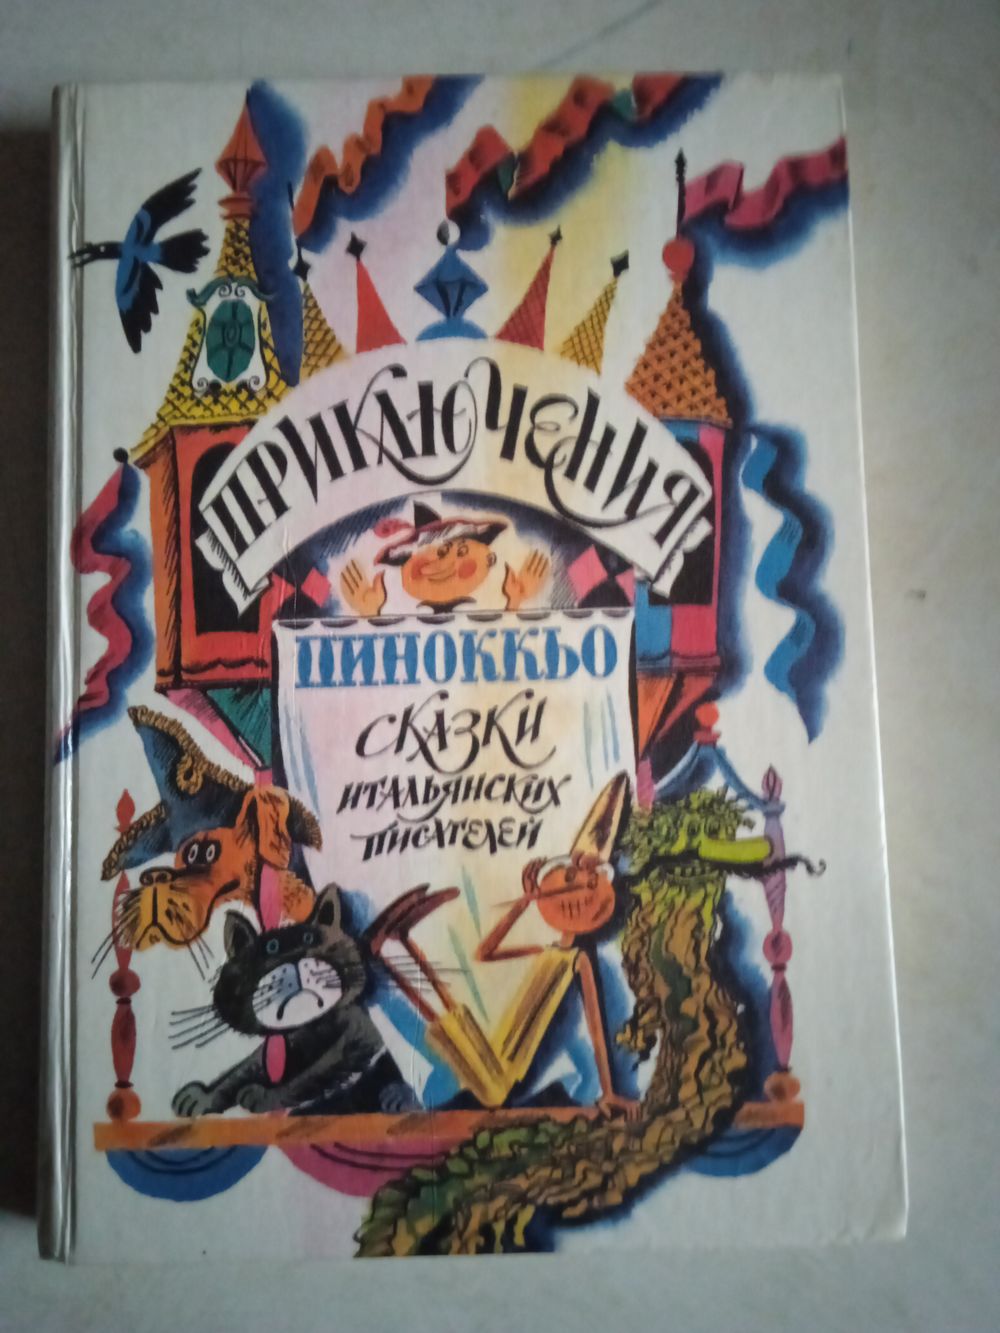 ПРИКЛЮЧЕНИЯ
ПИНОККЬО
СКАЗКИ
ИТАЛЬЯНСКИХ
ПИСАТЕЛЕЙ